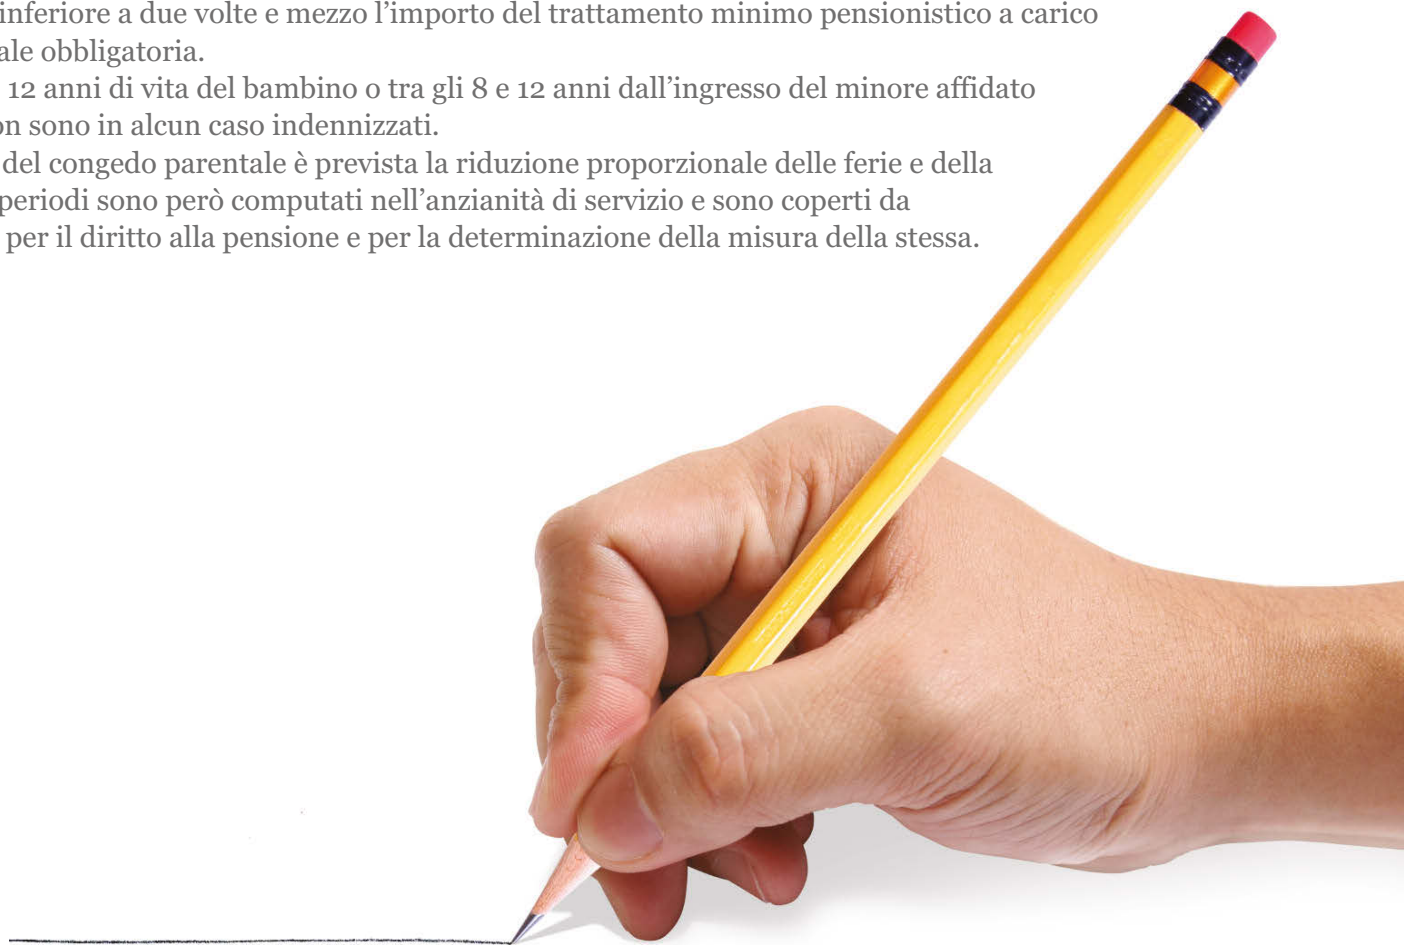 inferiore a due volte e mezzo l’importo del trattamento minimo pensionistico a carico
ale obbligatoria.
12 anni di vita del bambino o tra gli 8 e 12 anni dall’ingresso del minore affidato
on sono in alcun caso indennizzati.
del congedo parentale è prevista la riduzione proporzionale delle ferie e della
periodi sono però computati nell’anzianità di servizio e sono coperti da
per il diritto alla pensione e per la determinazione della misura della stessa.